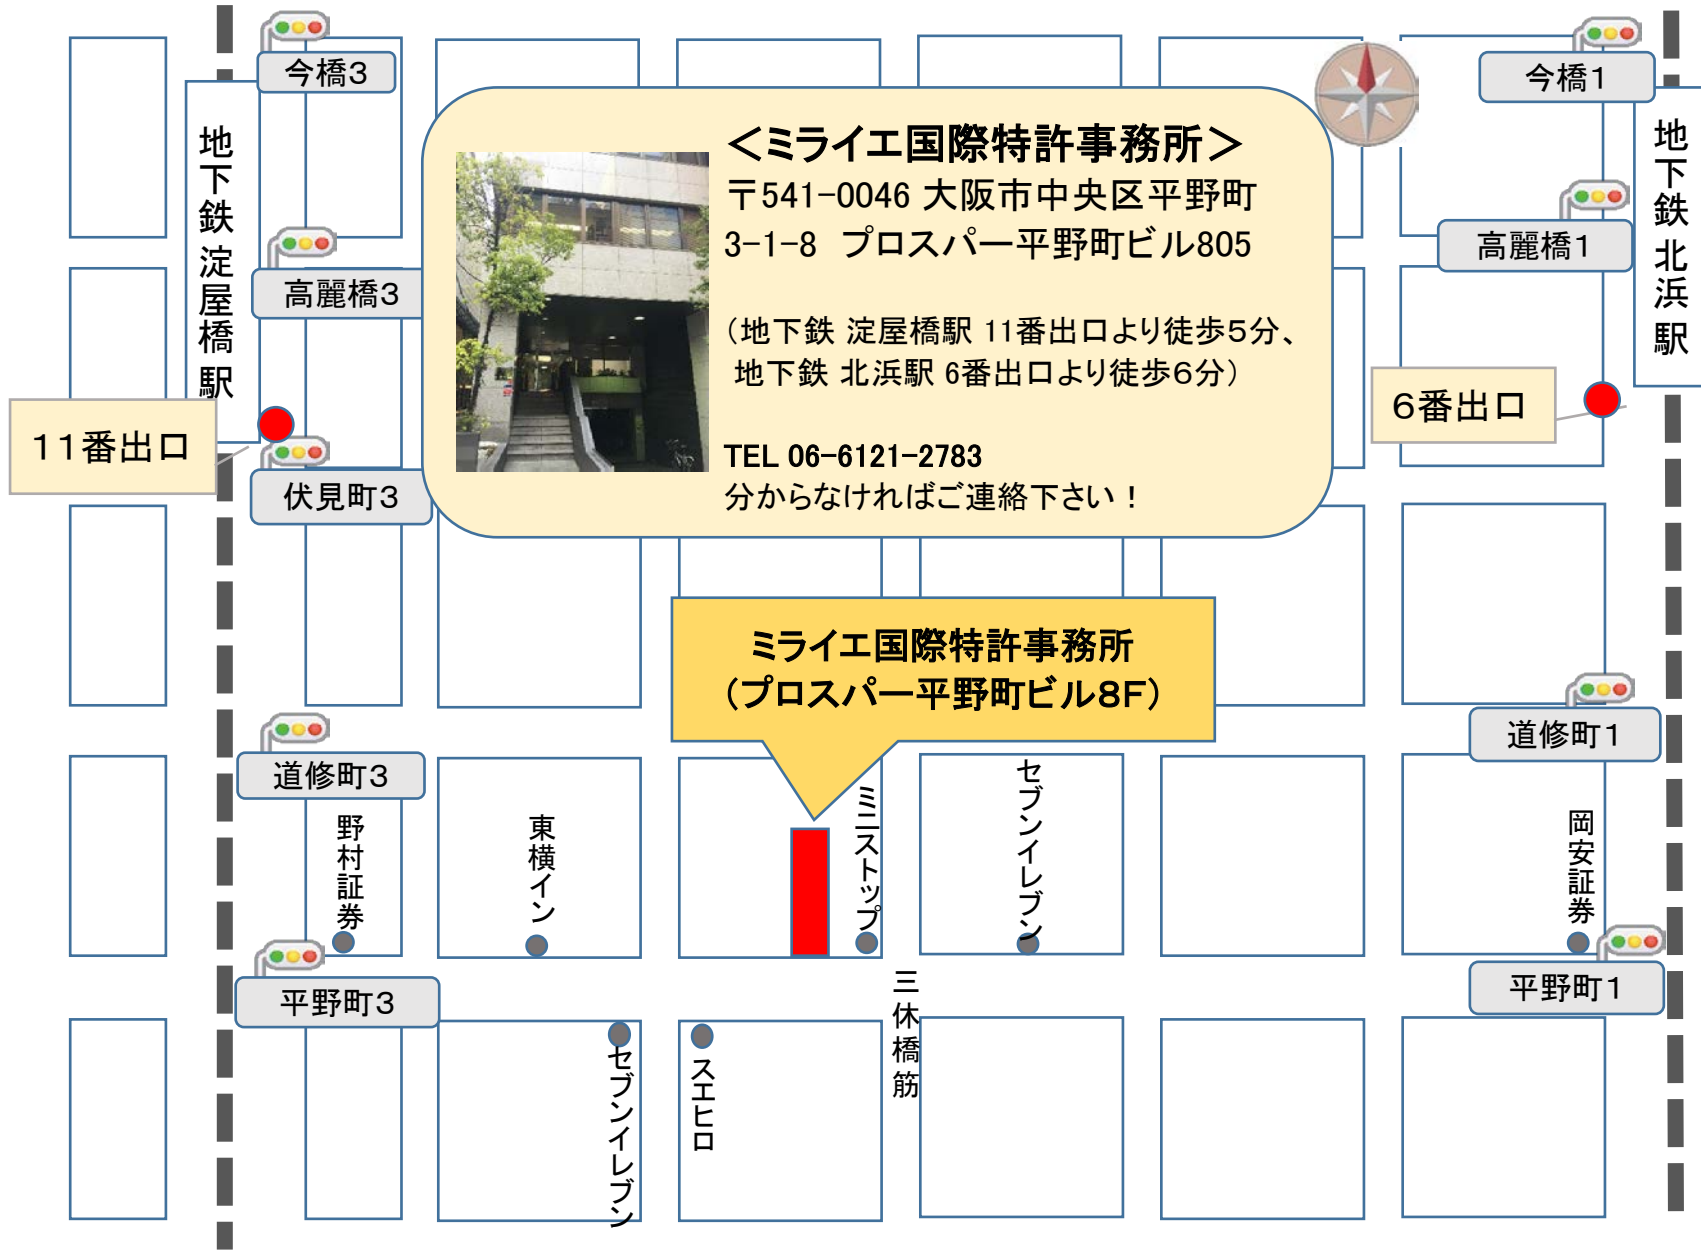 今橋3
今橋1
地下鉄 淀屋橋駅
地下鉄 北浜駅
＜ミライエ国際特許事務所＞
〒541-0046 大阪市中央区平野町
3-1-8 プロスパー平野町ビル805
（地下鉄 淀屋橋駅 11番出口より徒歩5分、
地下鉄 北浜駅 6番出口より徒歩6分）
TEL 06-6121-2783
分からなければご連絡下さい！
高麗橋3
高麗橋1
11番出口
6番出口
伏見町3
ミライエ国際特許事務所
（プロスパー平野町ビル8F）
道修町3
道修町1
野村証券
東横イン
ミニストップ
セブンイレブン
岡安証券
平野町3
平野町1
三休橋筋
セブンイレブン
スエヒロ